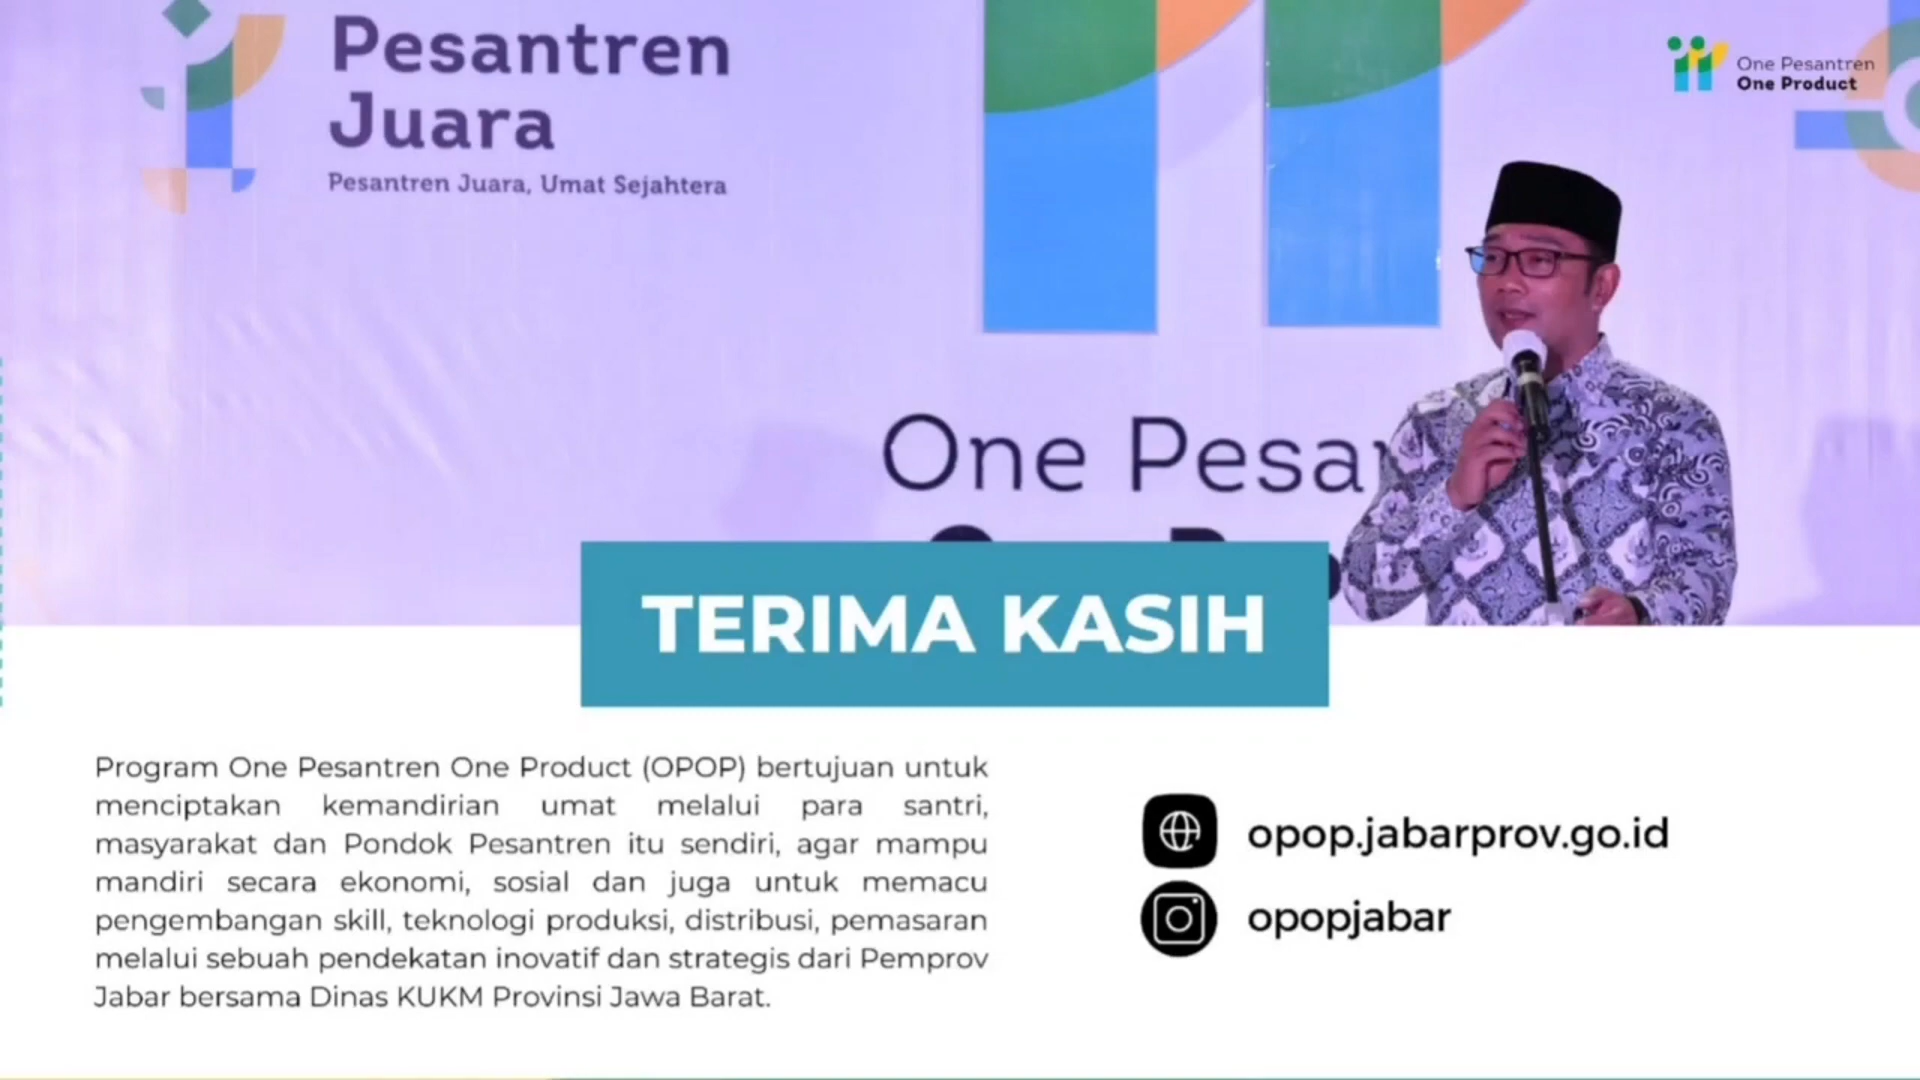 Pesantren
Juara
Pesantren Juara, Umat Sejahtera
One Pesantren
One Product
One Pesa
TERIMA KASIH
Program One Pesantren One Product (OPOP) bertujuan untuk
menciptakan kemandirian umat melalui para santri,
masyarakat dan Pondok Pesantren itu sendiri, agar mampu
mandiri secara ekonomi, sosial dan juga untuk memacu
pengembangan skill, teknologi produksi, distribusi, pemasaran
melalui sebuah pendekatan inovatif dan strategis dari Pemprov
Jabar bersama Dinas KUKM Provinsi Jawa Barat.
opop.jabarprov.go.id
opopjabar